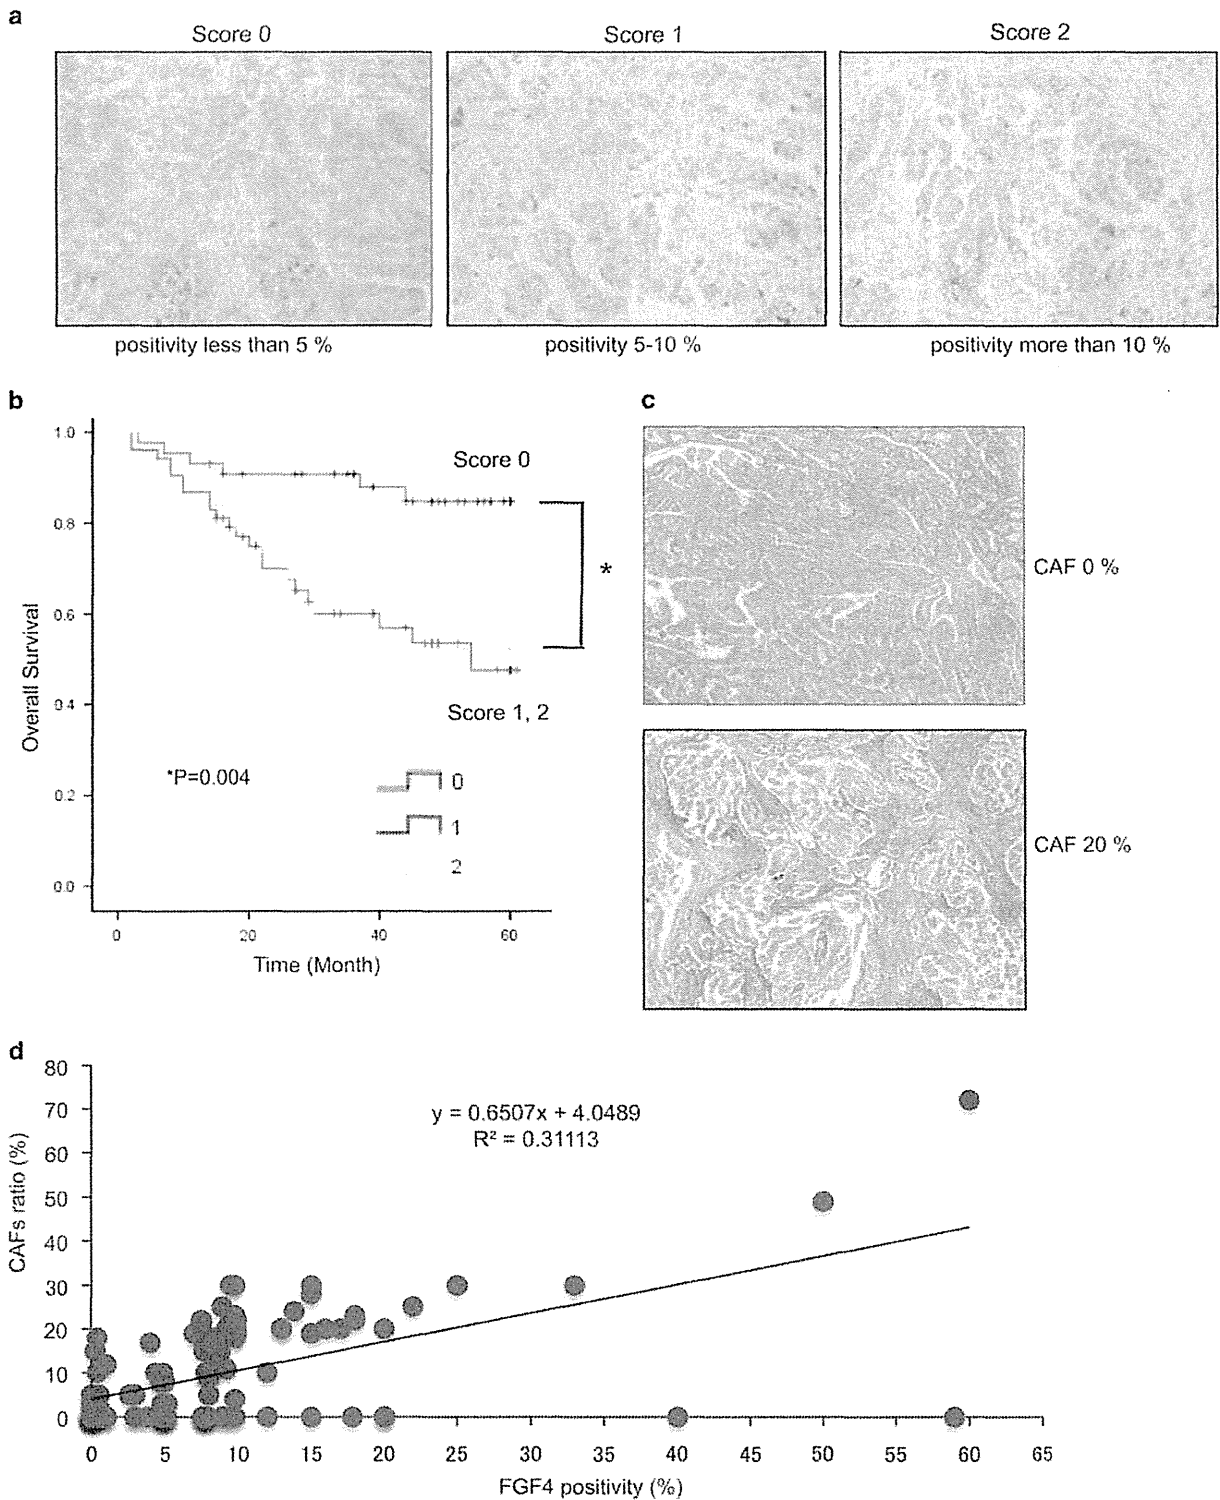 a
Score 0
Score 1
Score 2
positivity less than 5 %
positivity 5-10 %
positivity more than 10 %
b
1.0
0.8
0.6
0.4
0.2
0.0
Overall Survival
Score 0
*
Score 1, 2
*P=0.004
0
1
2
0
20
40
60
Time (Month)
c
CAF 0 %
CAF 20 %
d
80
70
60
50
40
30
20
10
0
CAFs ratio (%)
y = 0.6507x + 4.0489
R² = 0.31113
0
5
10
15
20
25
30
35
40
45
50
55
60
65
FGF4 positivity (%)